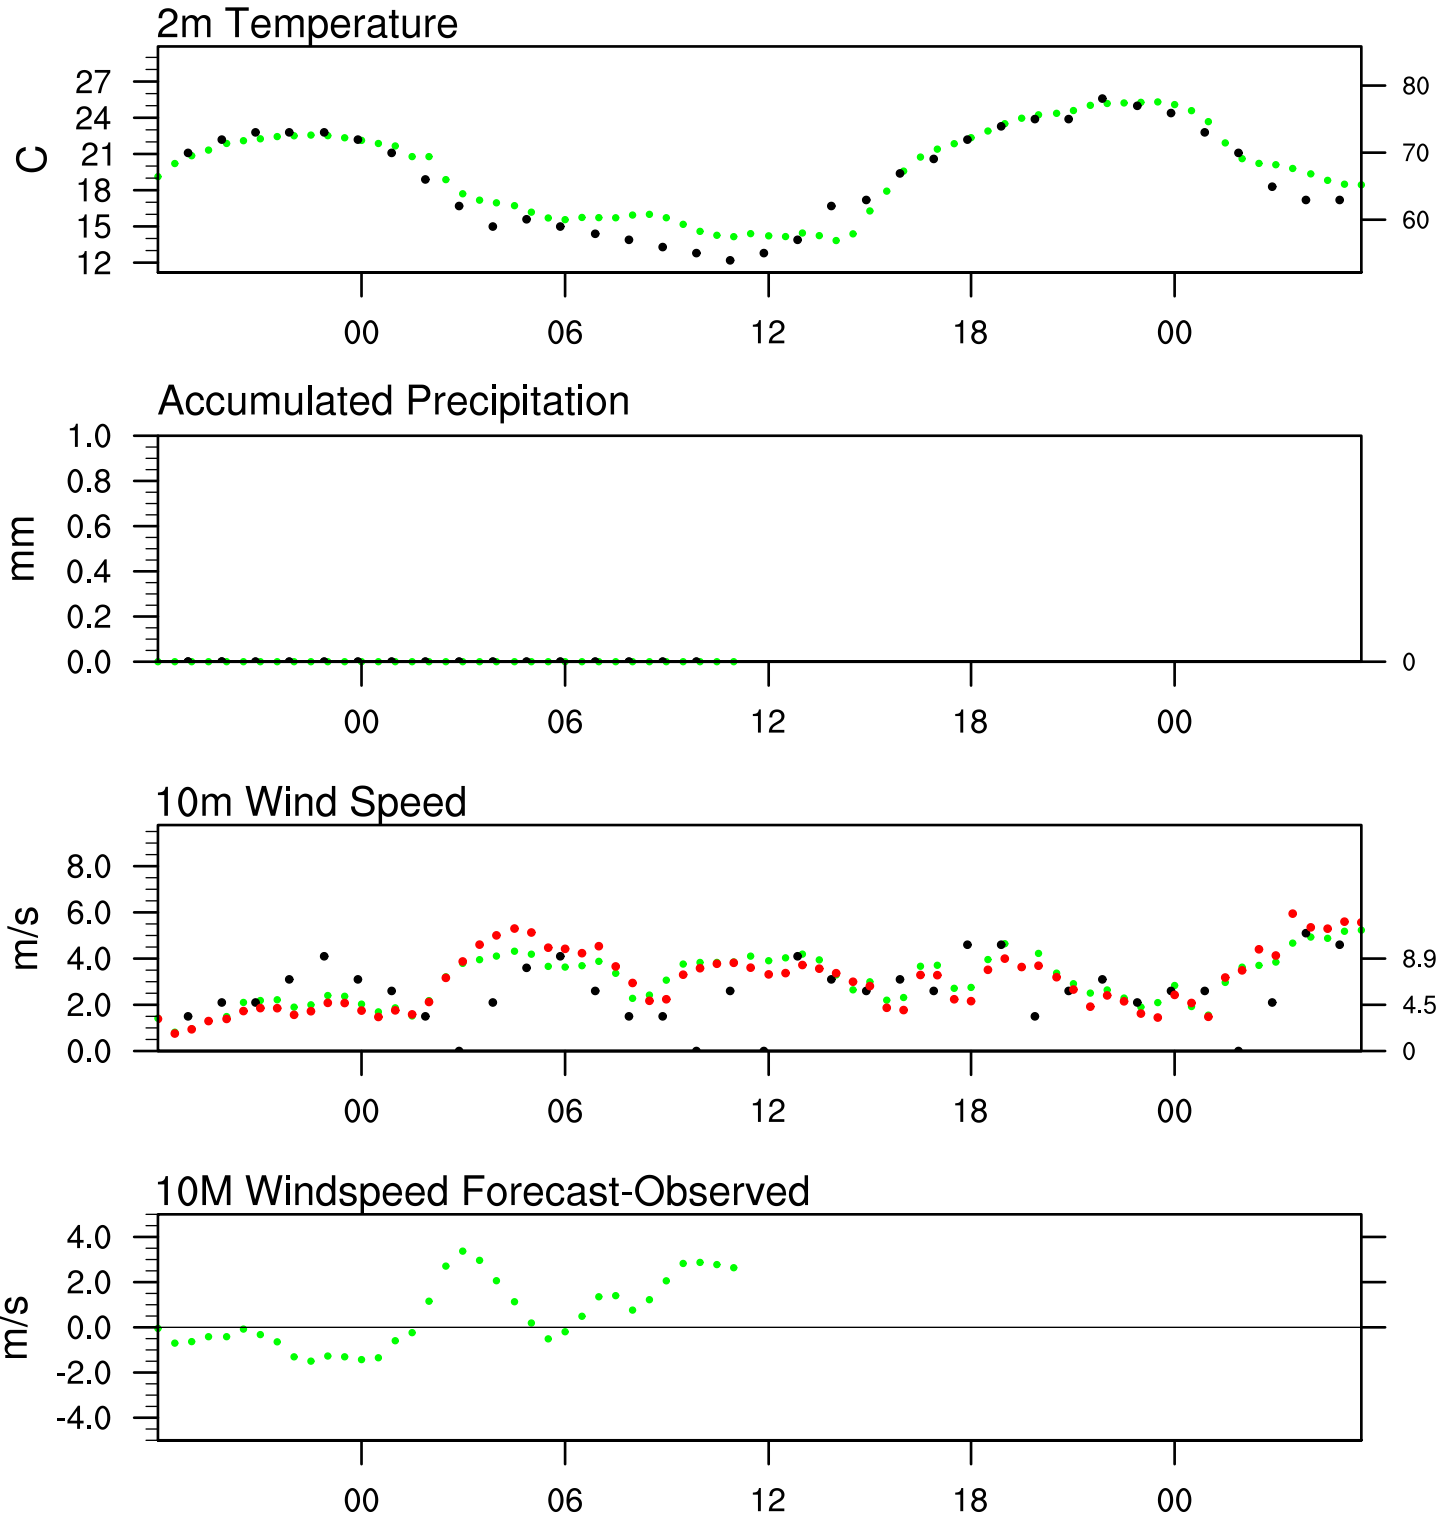 2m Temperature
27
24
21
18
15
12
C
80
70
60
00 06 12 18 00
Accumulated Precipitation
1.0
0.8
0.6
0.4
0.2
0.0
mm
0
00 06 12 18 00
10m Wind Speed
8.0
6.0
4.0
2.0
0.0
m/s
8.9
4.5
0
00 06 12 18 00
10M Windspeed Forecast-Observed
4.0
2.0
0.0
-2.0
-4.0
m/s
00 06 12 18 00